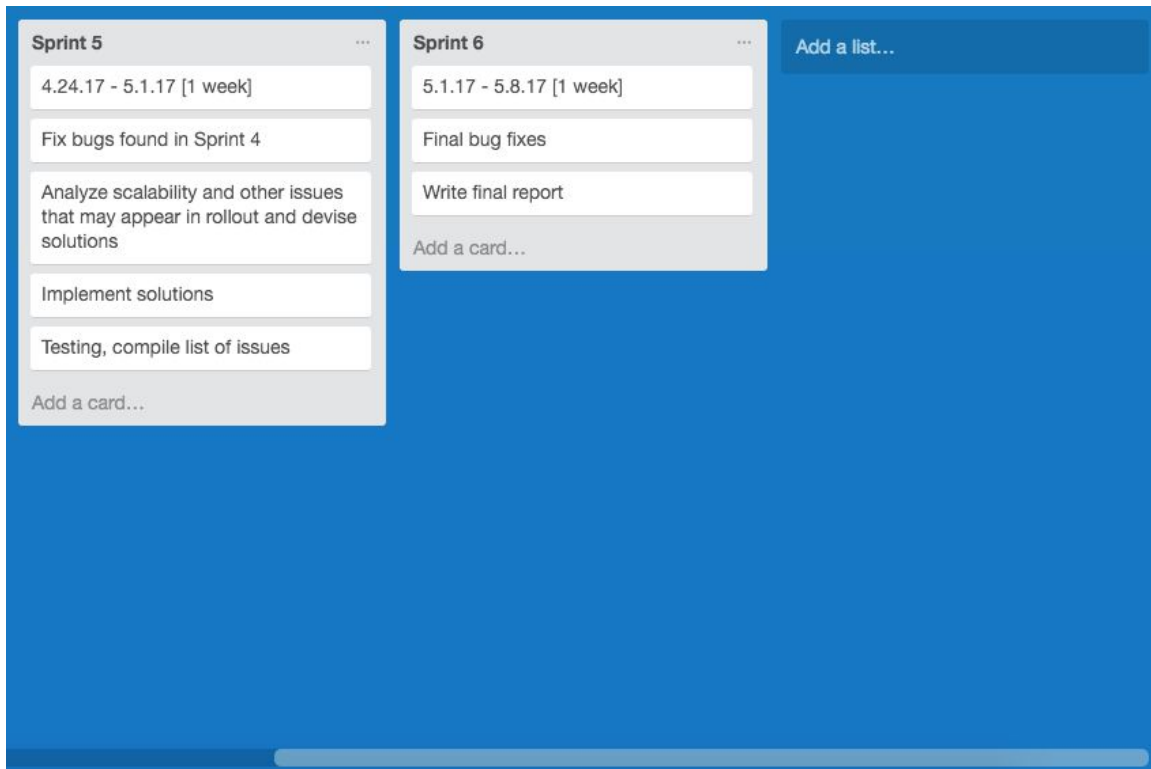 Sprint 5
4.24.17 - 5.1.17 [1 week]
Fix bugs found in Sprint 4
Analyze scalability and other issues
that may appear in rollout and devise
solutions
Implement solutions
Testing, compile list of issues
Add a card...
Sprint 6
5.1.17 - 5.8.17 [1 week]
Final bug fixes
Write final report
Add a card...
Add a list...